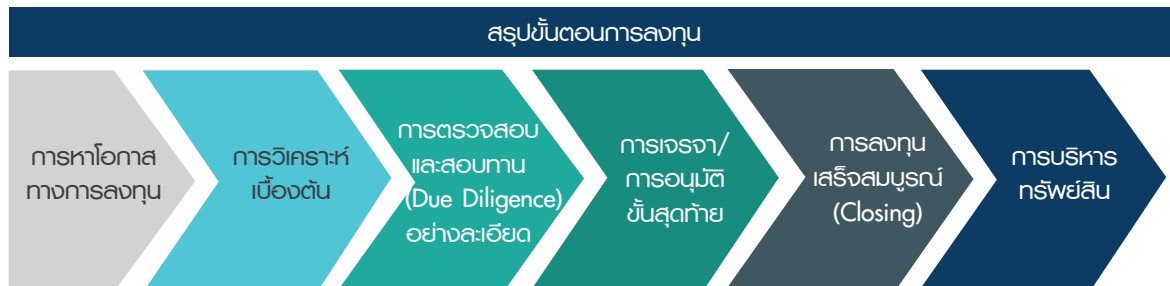 สรุปขั้นตอนการลงทุน
การหาโอกาส
ทางการลงทุน
การวิเคราะห์
เบื้องต้น
การตรวจสอบ
และสอบทาน
(Due Diligence)
อย่างละเอียด
การเจรจา/
การอนุมัติ
ขั้นสุดท้าย
การลงทุน
เสร็จสมบูรณ์
(Closing)
การบริหาร
ทรัพย์สิน